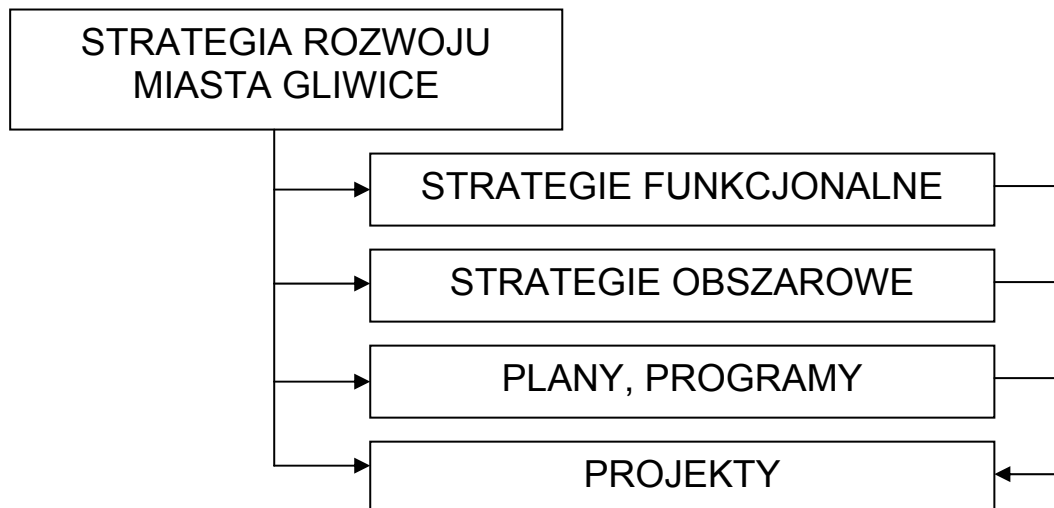 STRATEGIA ROZWOJU
MIASTA GLIWICE
STRATEGIE FUNKCJONALNE
STRATEGIE OBSZAROWE
PLANY, PROGRAMY
PROJEKTY